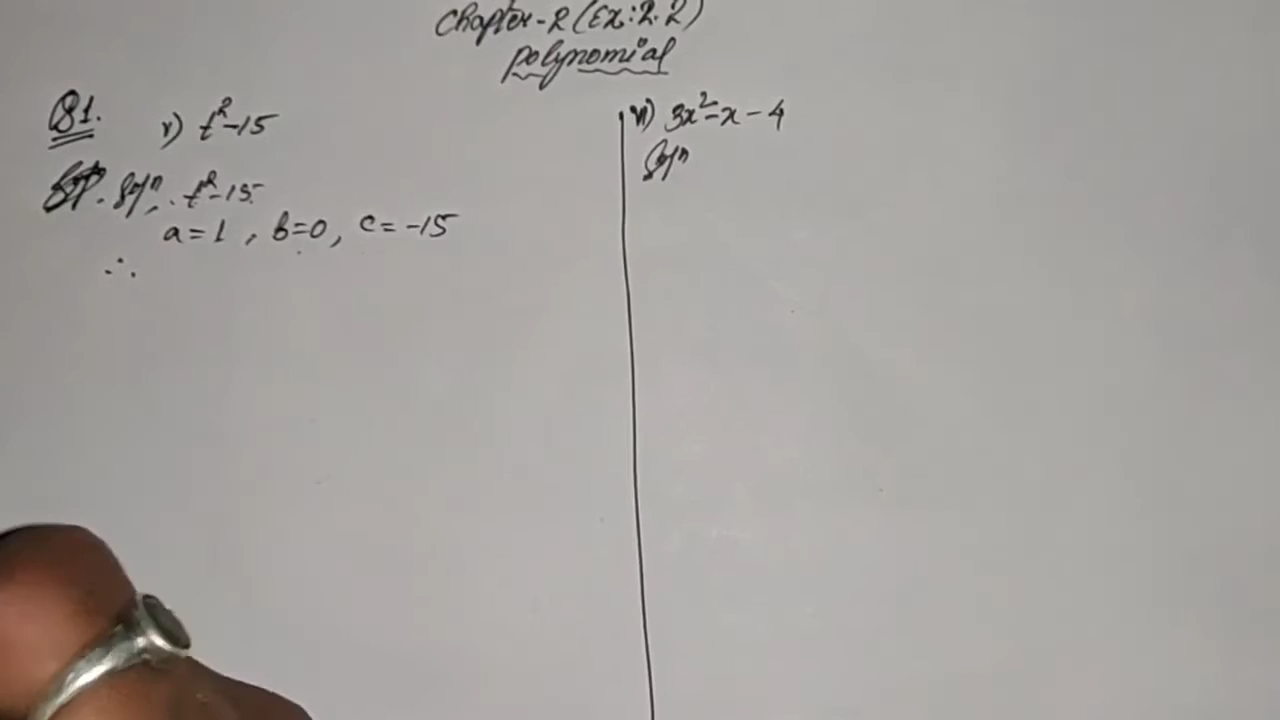 Chapter-2 (Ex: 2.2)
polynomial
Q1. v) t²-15
Solⁿ, t²-15
a=1, b=0, c=-15
∴
vi) 3x²-x-4
Solⁿ